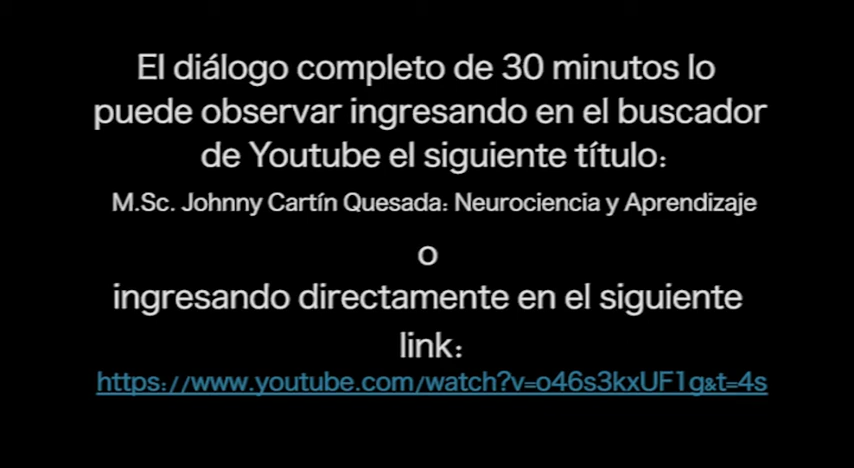 El diálogo completo de 30 minutos lo
puede observar ingresando en el buscador
de Youtube el siguiente título:
M.Sc. Johnny Cartín Quesada: Neurociencia y Aprendizaje
o
ingresando directamente en el siguiente
link:
https://www.youtube.com/watch?v=o46s3kxUF1g&t=4s